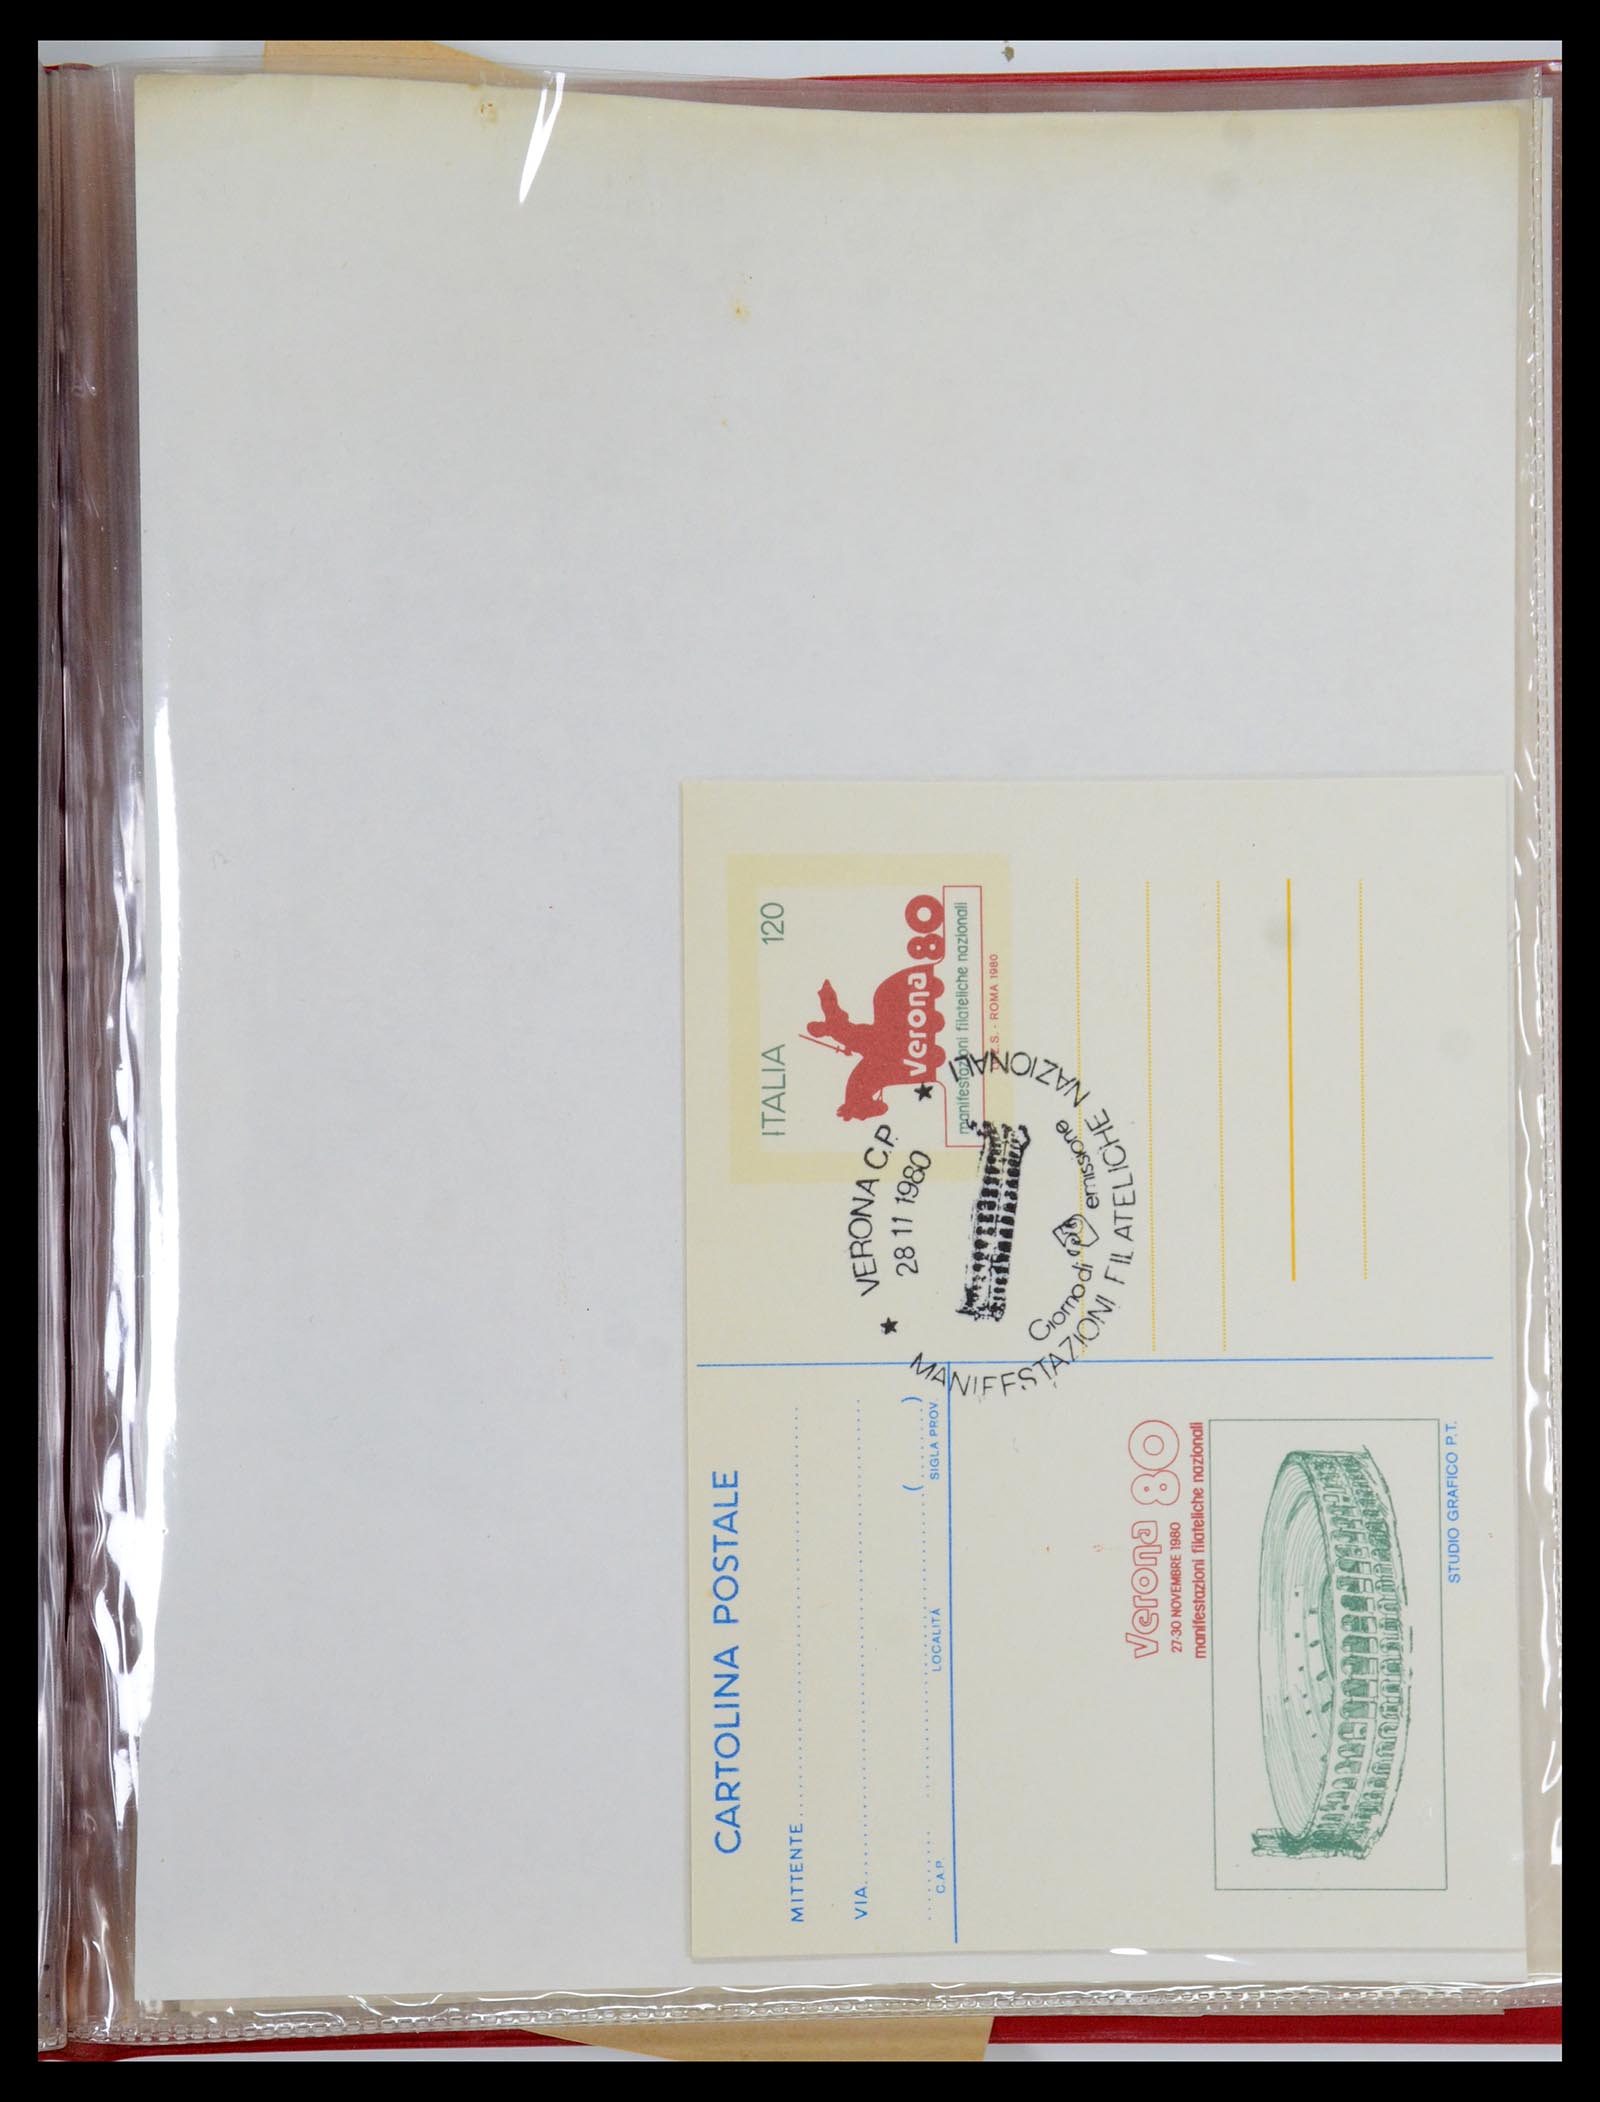 CARTOLINA POSTALE
MITTENTE
VIA
( )
C.A.P. LOCALITÀ SIGLA PROV.
ITALIA 120
Verona 80
manifestazioni filateliche nazionali
I.P.Z.S. - ROMA 1980
VERONA C.P.
28 11 1980
Giorno di emissione
MANIFESTAZIONI FILATELICHE NAZIONALI
Verona 80
27-30 NOVEMBRE 1980
manifestazioni filateliche nazionali
STUDIO GRAFICO P.T.